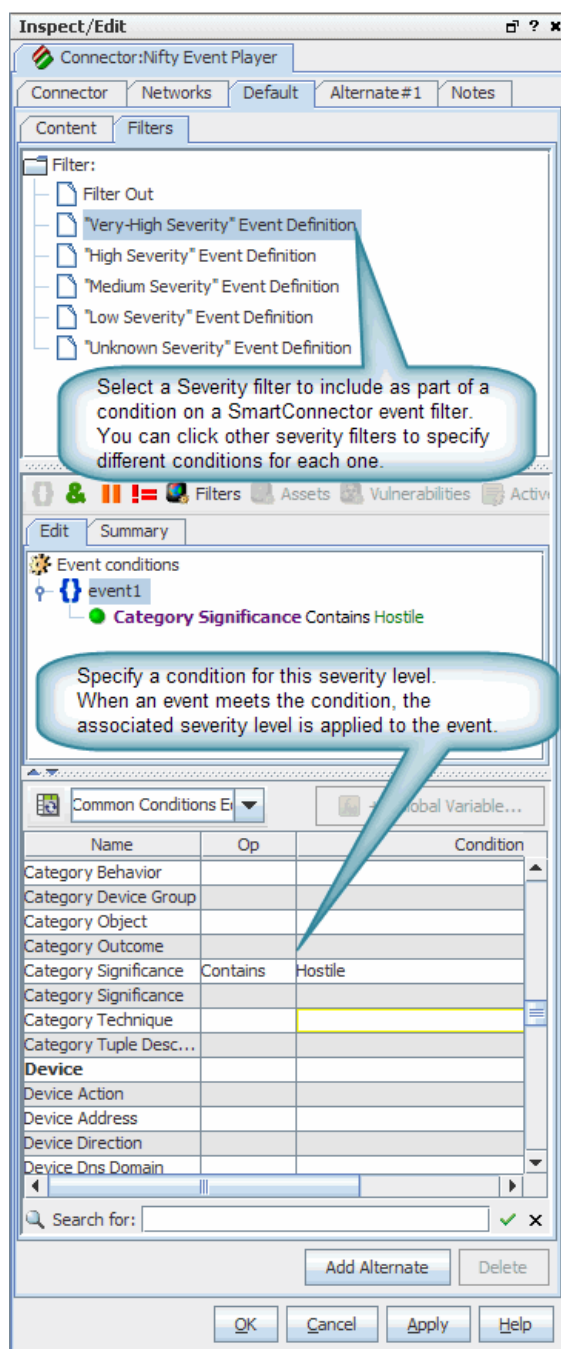 Inspect/Edit
Connector:Nifty Event Player
Connector Networks Default Alternate#1 Notes
Content Filters
Filter:
Filter Out
"Very-High Severity" Event Definition
"High Severity" Event Definition
"Medium Severity" Event Definition
"Low Severity" Event Definition
"Unknown Severity" Event Definition
Select a Severity filter to include as part of a
condition on a SmartConnector event filter.
You can click other severity filters to specify
different conditions for each one.
{} & || != Filters Assets Vulnerabilities Activ
Edit Summary
Event conditions
{} event1
Category Significance Contains Hostile
Specify a condition for this severity level.
When an event meets the condition, the
associated severity level is applied to the event.
Common Conditions E Global Variable...
Name Op Condition
Category Behavior
Category Device Group
Category Object
Category Outcome
Category Significance Contains Hostile
Category Significance
Category Technique
Category Tuple Desc...
Device
Device Action
Device Address
Device Direction
Device Dns Domain
Search for:
Add Alternate Delete
OK Cancel Apply Help